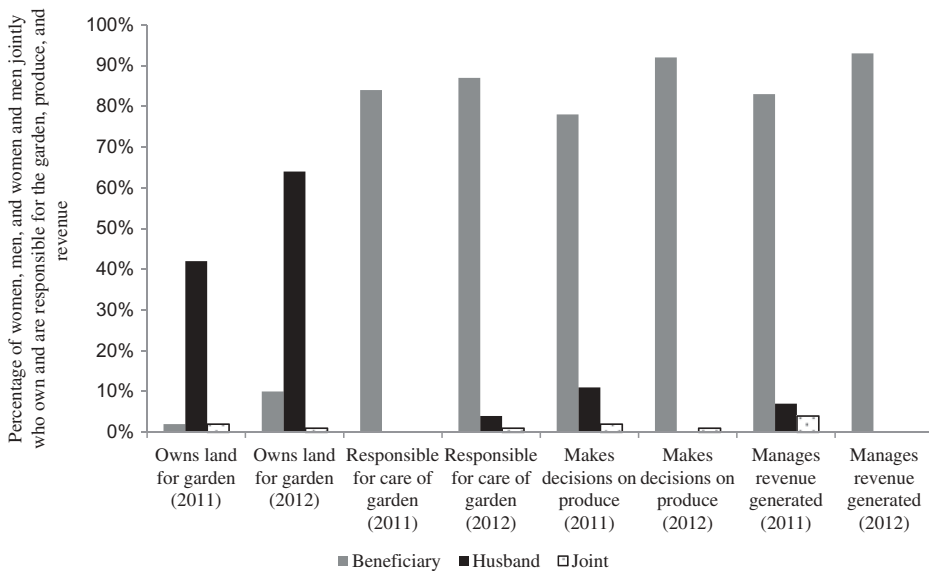 Percentage of women, men, and women and men jointly
who own and are responsible for the garden, produce, and
revenue
100%
90%
80%
70%
60%
50%
40%
30%
20%
10%
0%
Owns land
for garden
(2011)
Owns land
for garden
(2012)
Responsible
for care of
garden
(2011)
Responsible
for care of
garden
(2012)
Makes
decisions on
produce
(2011)
Makes
decisions on
produce
(2012)
Manages
revenue
generated
(2011)
Manages
revenue
generated
(2012)
Beneficiary Husband Joint